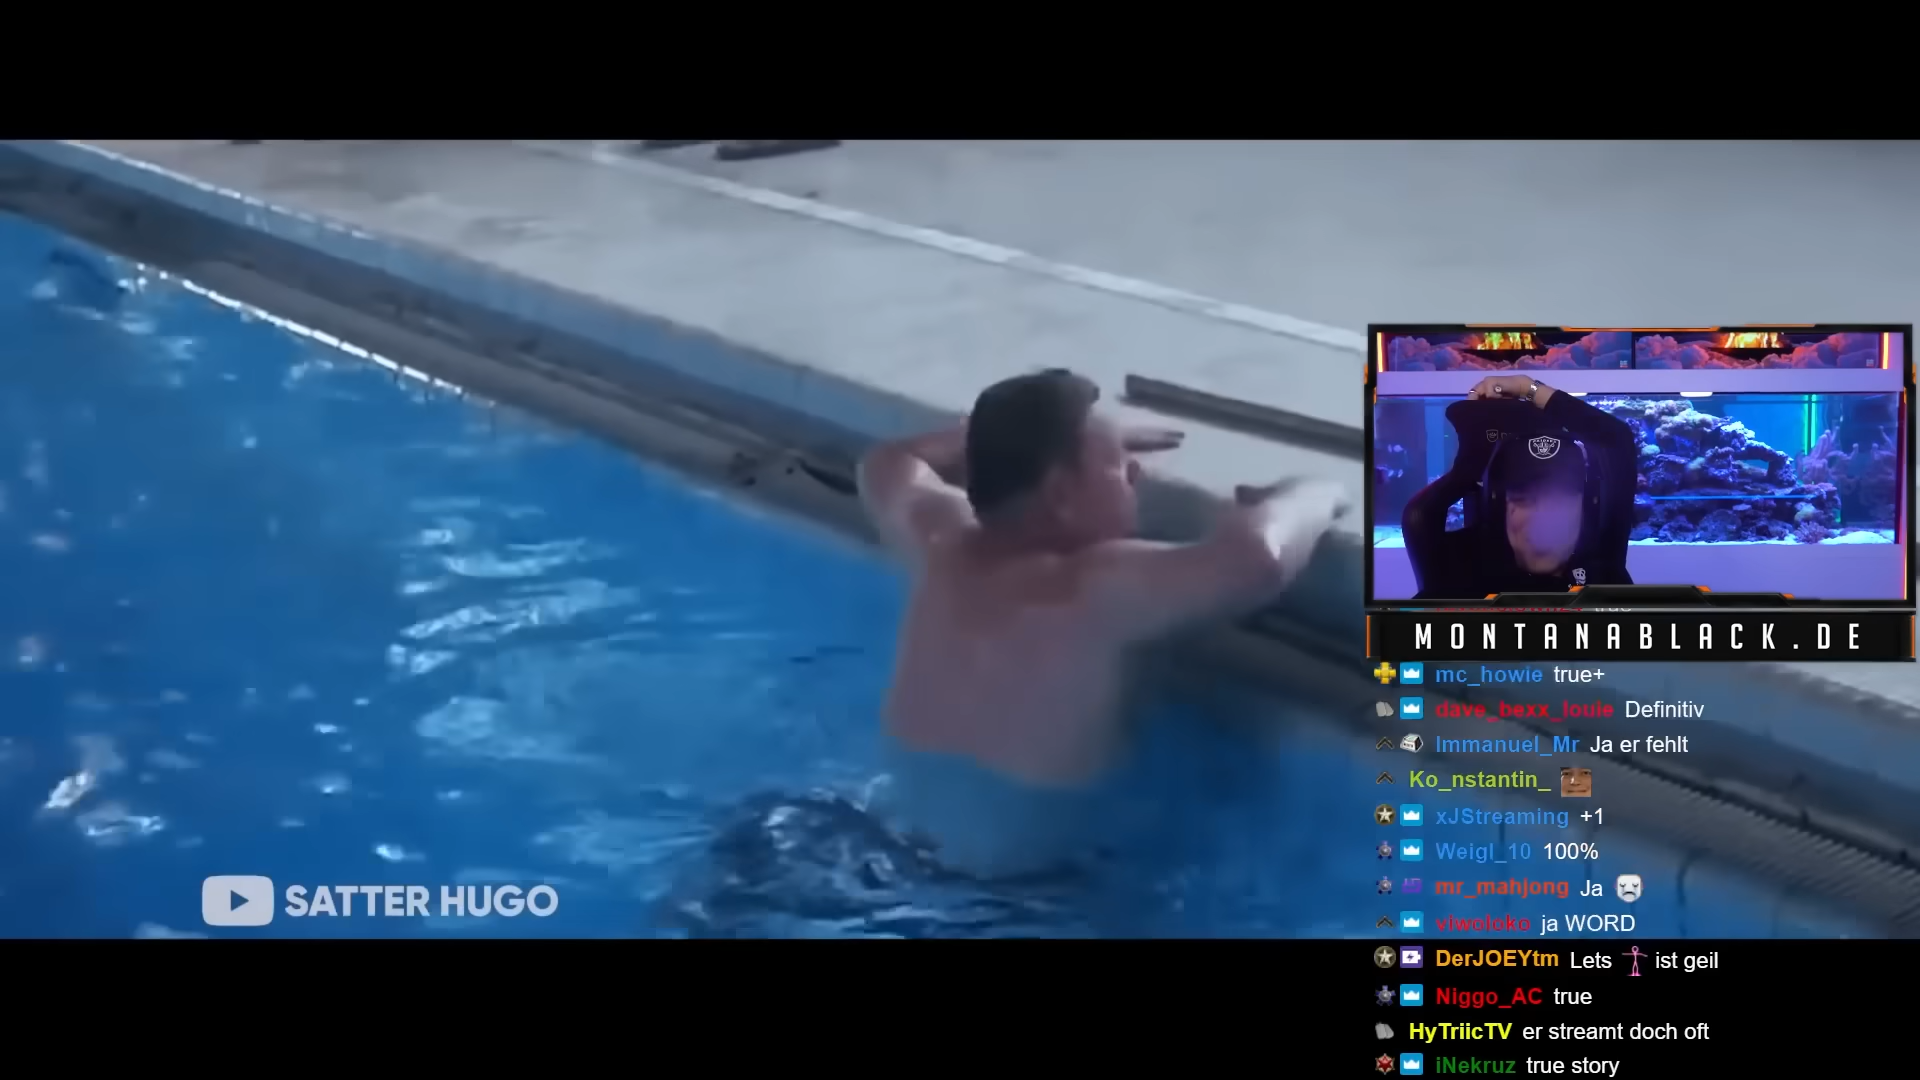 MONTANABLACK.DE
mc_howie true+
dave_bexx_louie Definitiv
Immanuel_Mr Ja er fehlt
Ko_nstantin_
xJStreaming +1
Weigl_10 100%
mr_mahjong Ja
viwoloko ja WORD
DerJOEYtm Lets ist geil
Niggo_AC true
HyTriicTV er streamt doch oft
iNekruz true story
SATTER HUGO